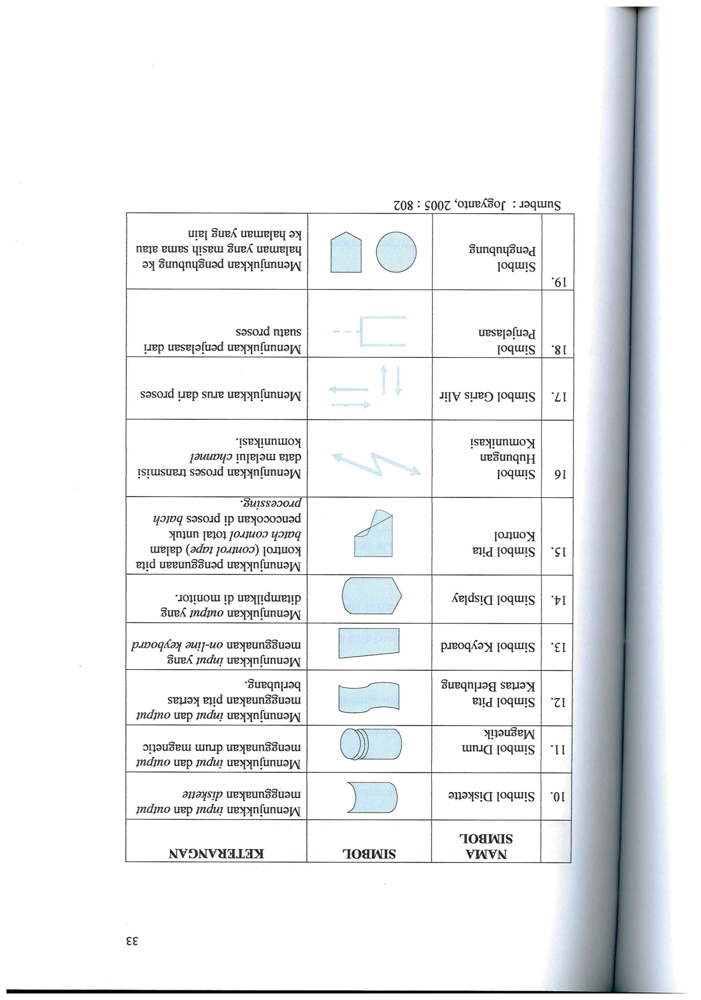 33
NAMA
SIMBOL
SIMBOL
KETERANGAN
10.
Simbol Diskette
Menunjukkan input dan output
menggunakan diskette
11.
Simbol Drum
Magnetik
Menunjukkan input dan output
menggunakan drum magnetic
12.
Simbol Pita
Kertas Berlubang
Menunjukkan input dan output
menggunakan pita kertas
berlubang.
13.
Simbol Keyboard
Menunjukkan input yang
menggunakan on-line keyboard
14.
Simbol Display
Menunjukkan output yang
ditampilkan di monitor.
15.
Simbol Pita
Kontrol
Menunjukkan penggunaan pita
kontrol (control tape) dalam
batch control total untuk
pencocokan di proses batch
processing.
16
Simbol
Hubungan
Komunikasi
Menunjukkan proses transmisi
data melalui channel
komunikasi.
17.
Simbol Garis Alir
Menunjukkan arus dari proses
18.
Simbol
Penjelasan
Menunjukkan penjelasan dari
suatu proses
19.
Simbol
Penghubung
Menunjukkan penghubung ke
halaman yang masih sama atau
ke halaman yang lain
Sumber : Jogyanto, 2005 : 802